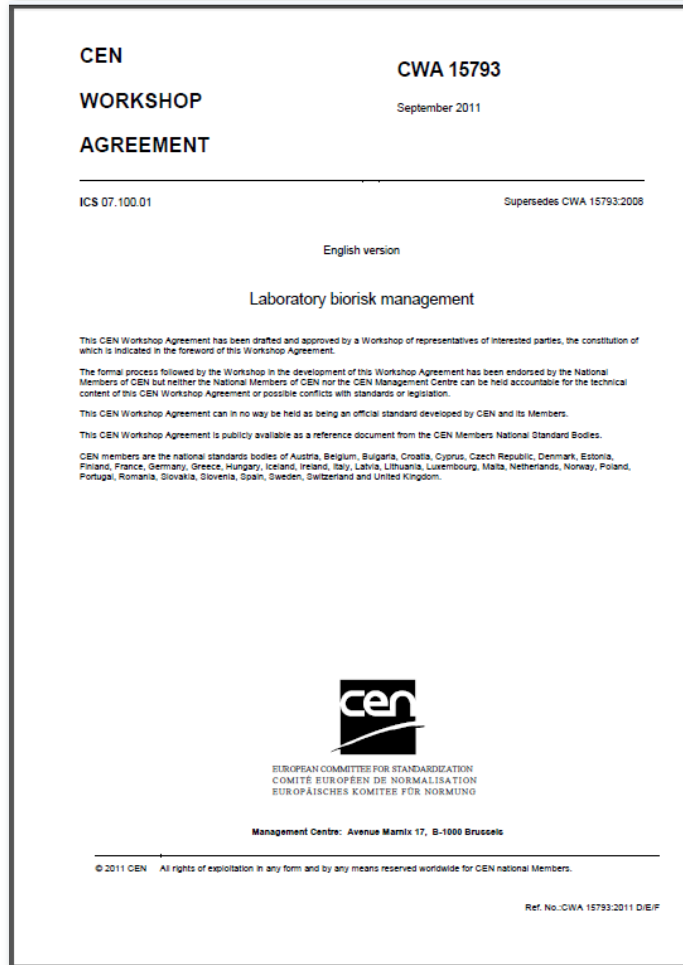 CEN
WORKSHOP
AGREEMENT
CWA 15793
September 2011
ICS 07.100.01
Supersedes CWA 15793:2008
English version
Laboratory biorisk management
This CEN Workshop Agreement has been drafted and approved by a Workshop of representatives of interested parties, the constitution of
which is indicated in the foreword of this Workshop Agreement.
The formal process followed by the Workshop in the development of this Workshop Agreement has been endorsed by the National
Members of CEN but neither the National Members of CEN nor the CEN Management Centre can be held accountable for the technical
content of this CEN Workshop Agreement or possible conflicts with standards or legislation.
This CEN Workshop Agreement can in no way be held as being an official standard developed by CEN and its Members.
This CEN Workshop Agreement is publicly available as a reference document from the CEN Members National Standard Bodies.
CEN members are the national standards bodies of Austria, Belgium, Bulgaria, Croatia, Cyprus, Czech Republic, Denmark, Estonia,
Finland, France, Germany, Greece, Hungary, Iceland, Ireland, Italy, Latvia, Lithuania, Luxembourg, Malta, Netherlands, Norway, Poland,
Portugal, Romania, Slovakia, Slovenia, Spain, Sweden, Switzerland and United Kingdom.
cen
EUROPEAN COMMITTEE FOR STANDARDIZATION
COMITÉ EUROPÉEN DE NORMALISATION
EUROPÄISCHES KOMITEE FÜR NORMUNG
Management Centre: Avenue Marnix 17, B-1000 Brussels
© 2011 CEN All rights of exploitation in any form and by any means reserved worldwide for CEN national Members.
Ref. No.:CWA 15793:2011 D/E/F